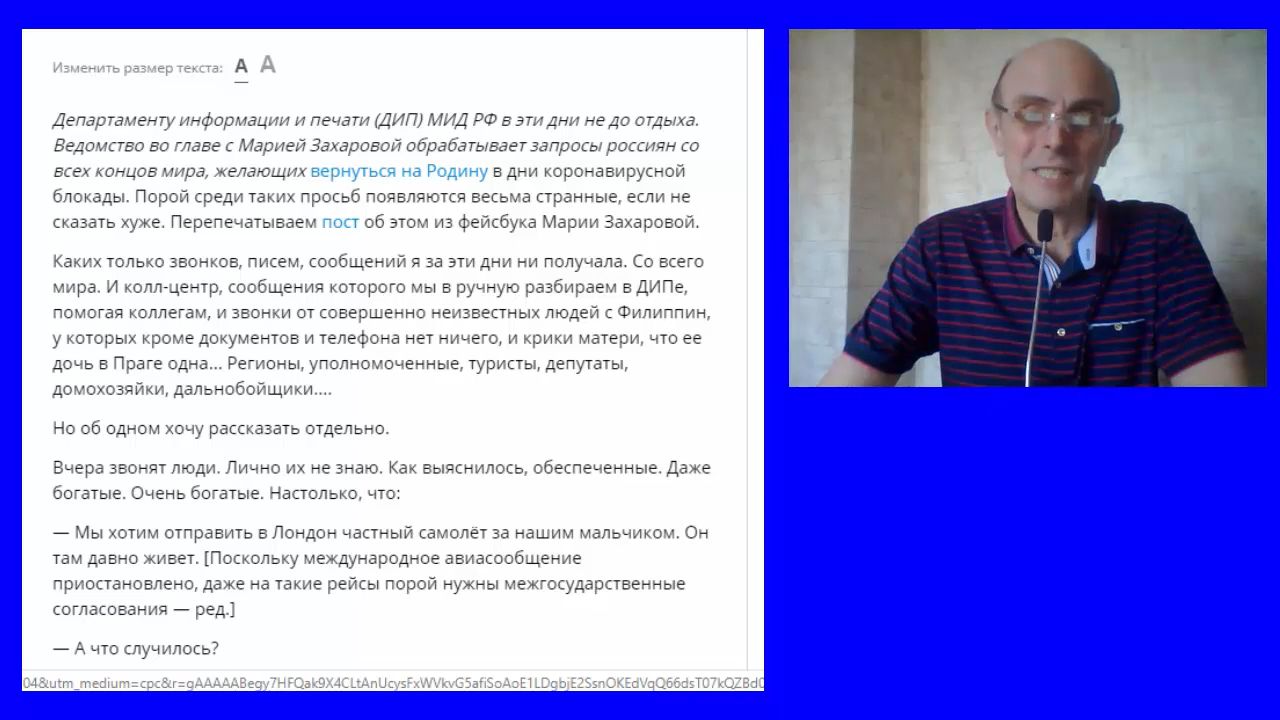 Изменить размер текста: A A
Департаменту информации и печати (ДИП) МИД РФ в эти дни не до отдыха.
Ведомство во главе с Марией Захаровой обрабатывает запросы россиян со
всех концов мира, желающих вернуться на Родину в дни коронавирусной
блокады. Порой среди таких просьб появляются весьма странные, если не
сказать хуже. Перепечатываем пост об этом из фейсбука Марии Захаровой.
Каких только звонков, писем, сообщений я за эти дни ни получала. Со всего
мира. И колл-центр, сообщения которого мы в ручную разбираем в ДИПе,
помогая коллегам, и звонки от совершенно неизвестных людей с Филиппин,
у которых кроме документов и телефона нет ничего, и крики матери, что ее
дочь в Праге одна... Регионы, уполномоченные, туристы, депутаты,
домохозяйки, дальнобойщики....
Но об одном хочу рассказать отдельно.
Вчера звонят люди. Лично их не знаю. Как выяснилось, обеспеченные. Даже
богатые. Очень богатые. Настолько, что:
— Мы хотим отправить в Лондон частный самолёт за нашим мальчиком. Он
там давно живет. [Поскольку международное авиасообщение
приостановлено, даже на такие рейсы порой нужны межгосударственные
согласования — ред.]
— А что случилось?
04&utm_medium=cpc&r=gAAAAABegy7HFQak9X4CLtAnUcysFxWVkvG5afiSoAoE1LDgbjE2SsnOKEdVqQ66dsT07kQZBd0